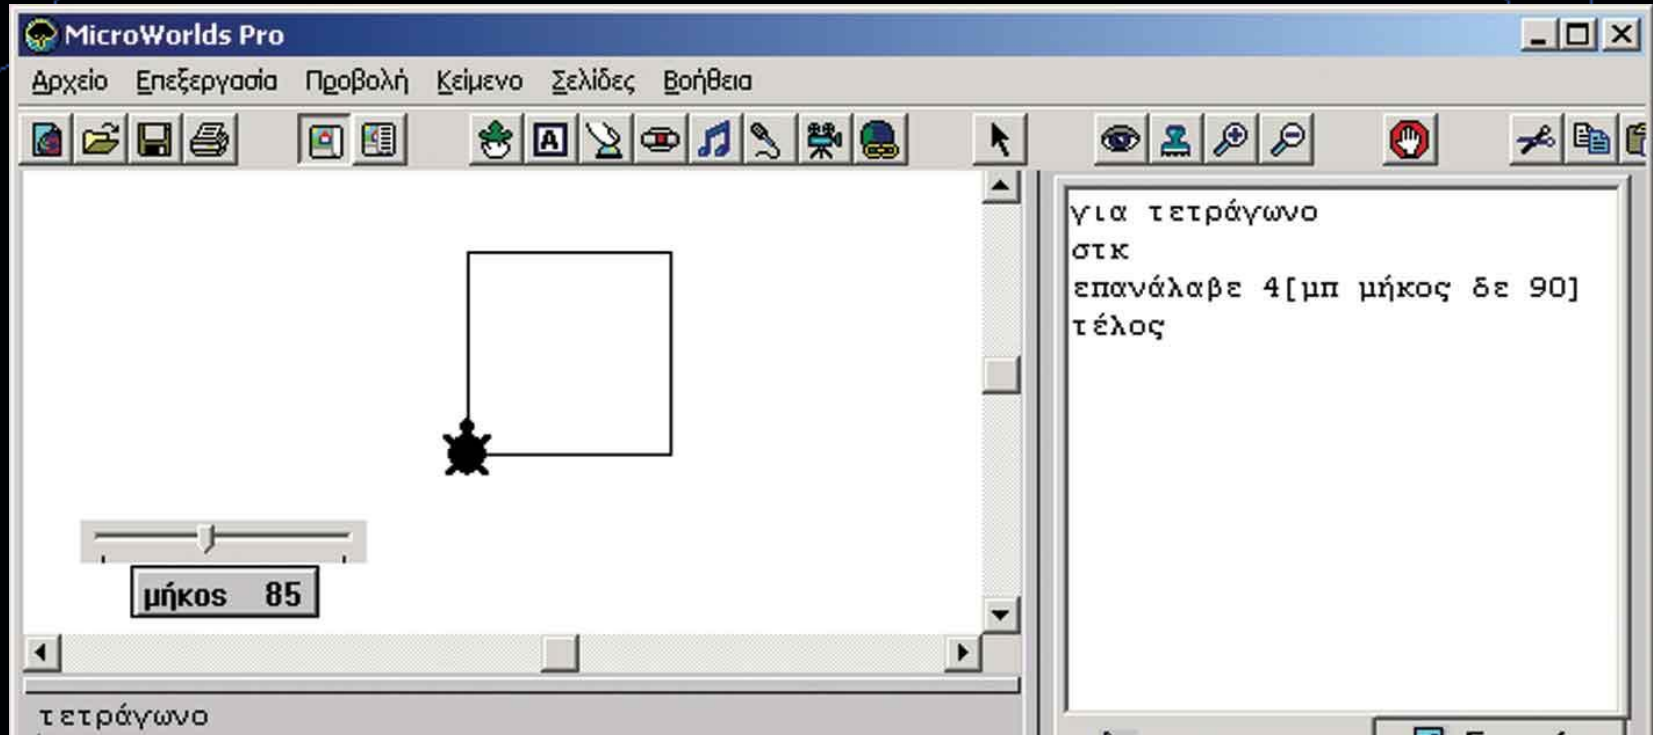 MicroWorlds Pro
Αρχείο Επεξεργασία Προβολή Κείμενο Σελίδες Βοήθεια
για τετράγωνο
στκ
επανάλαβε 4[μπ μήκος δε 90]
τέλος
μήκος 85
τετράγωνο